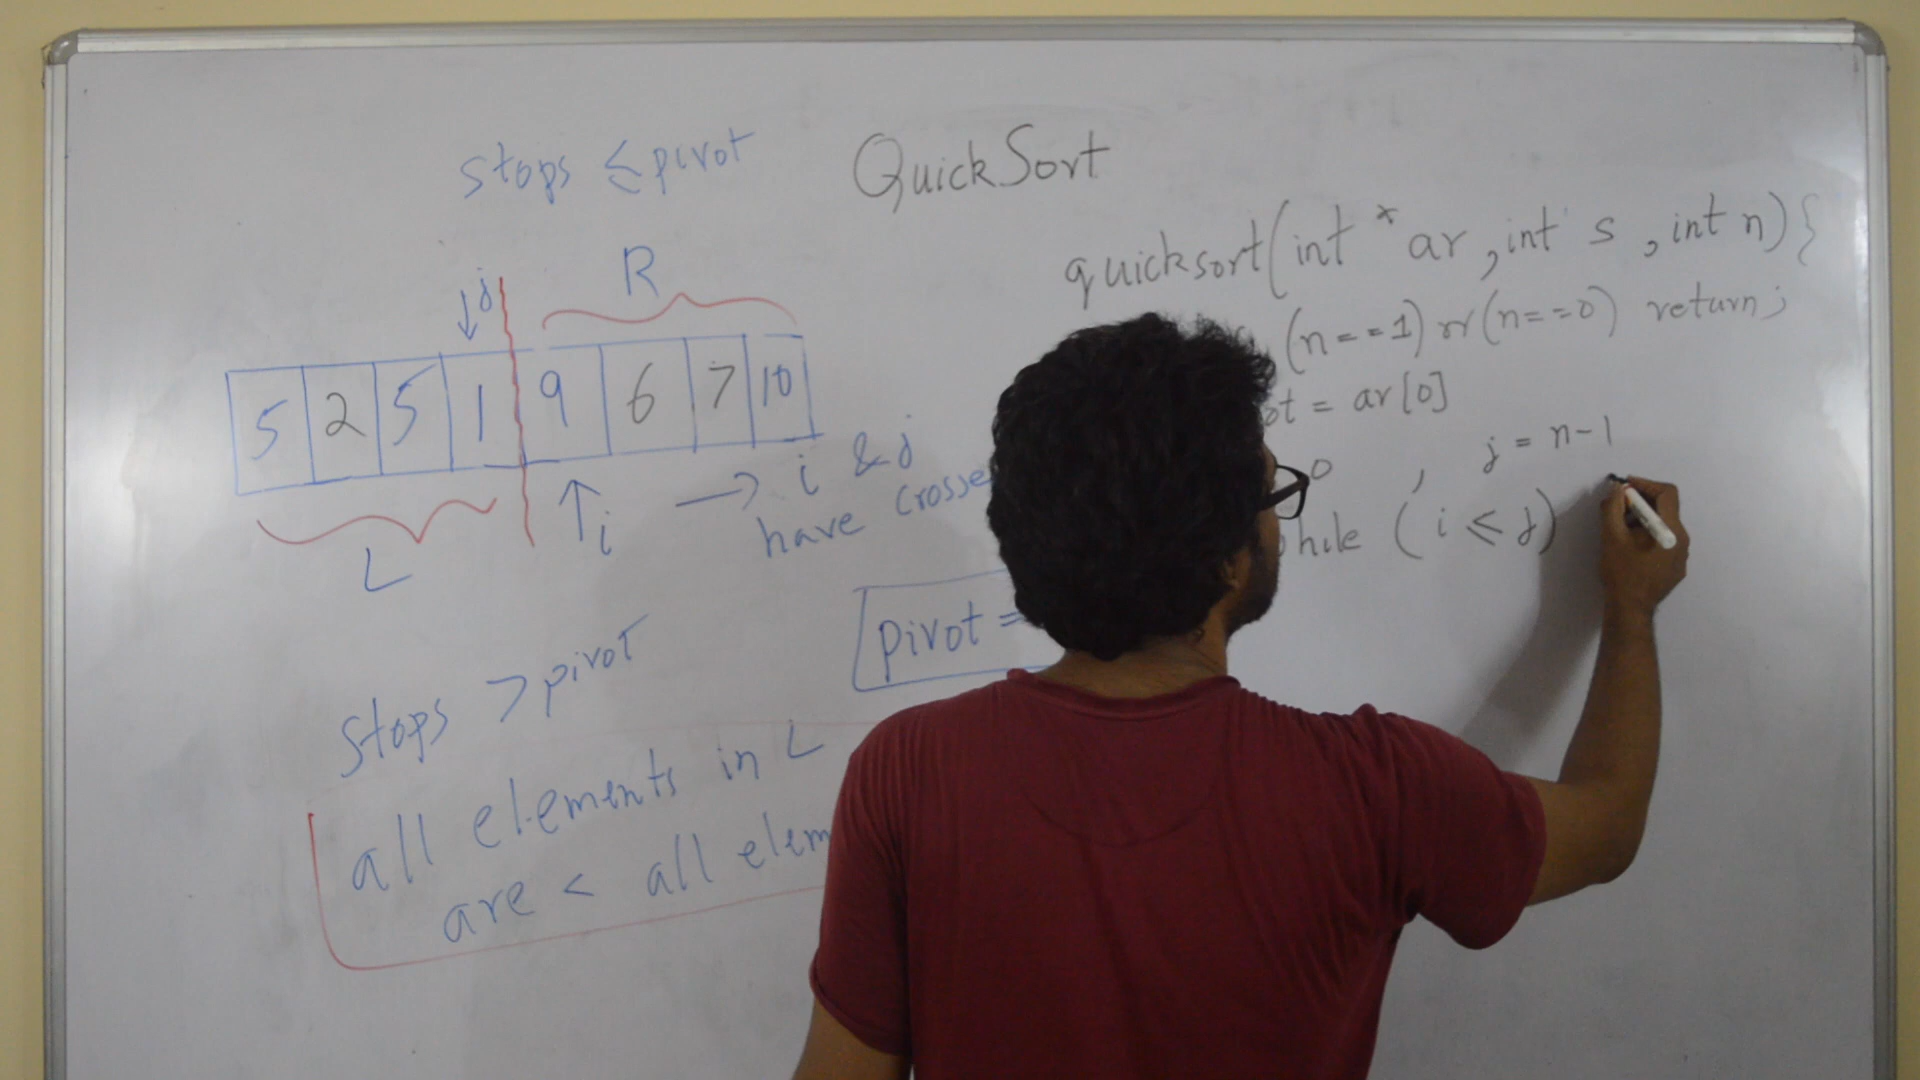 stops ≤ pivot
QuickSort
j
R
5 2 5 1 9 6 7 10
L
i
→ i & j
have crosse
stops > pivot
pivot =
all elements in L
are < all elem
quicksort(int * ar, int s, int n){
(n==1) or (n==0) return;
ot = ar[0]
0 , j = n-1
hile (i ≤ j)